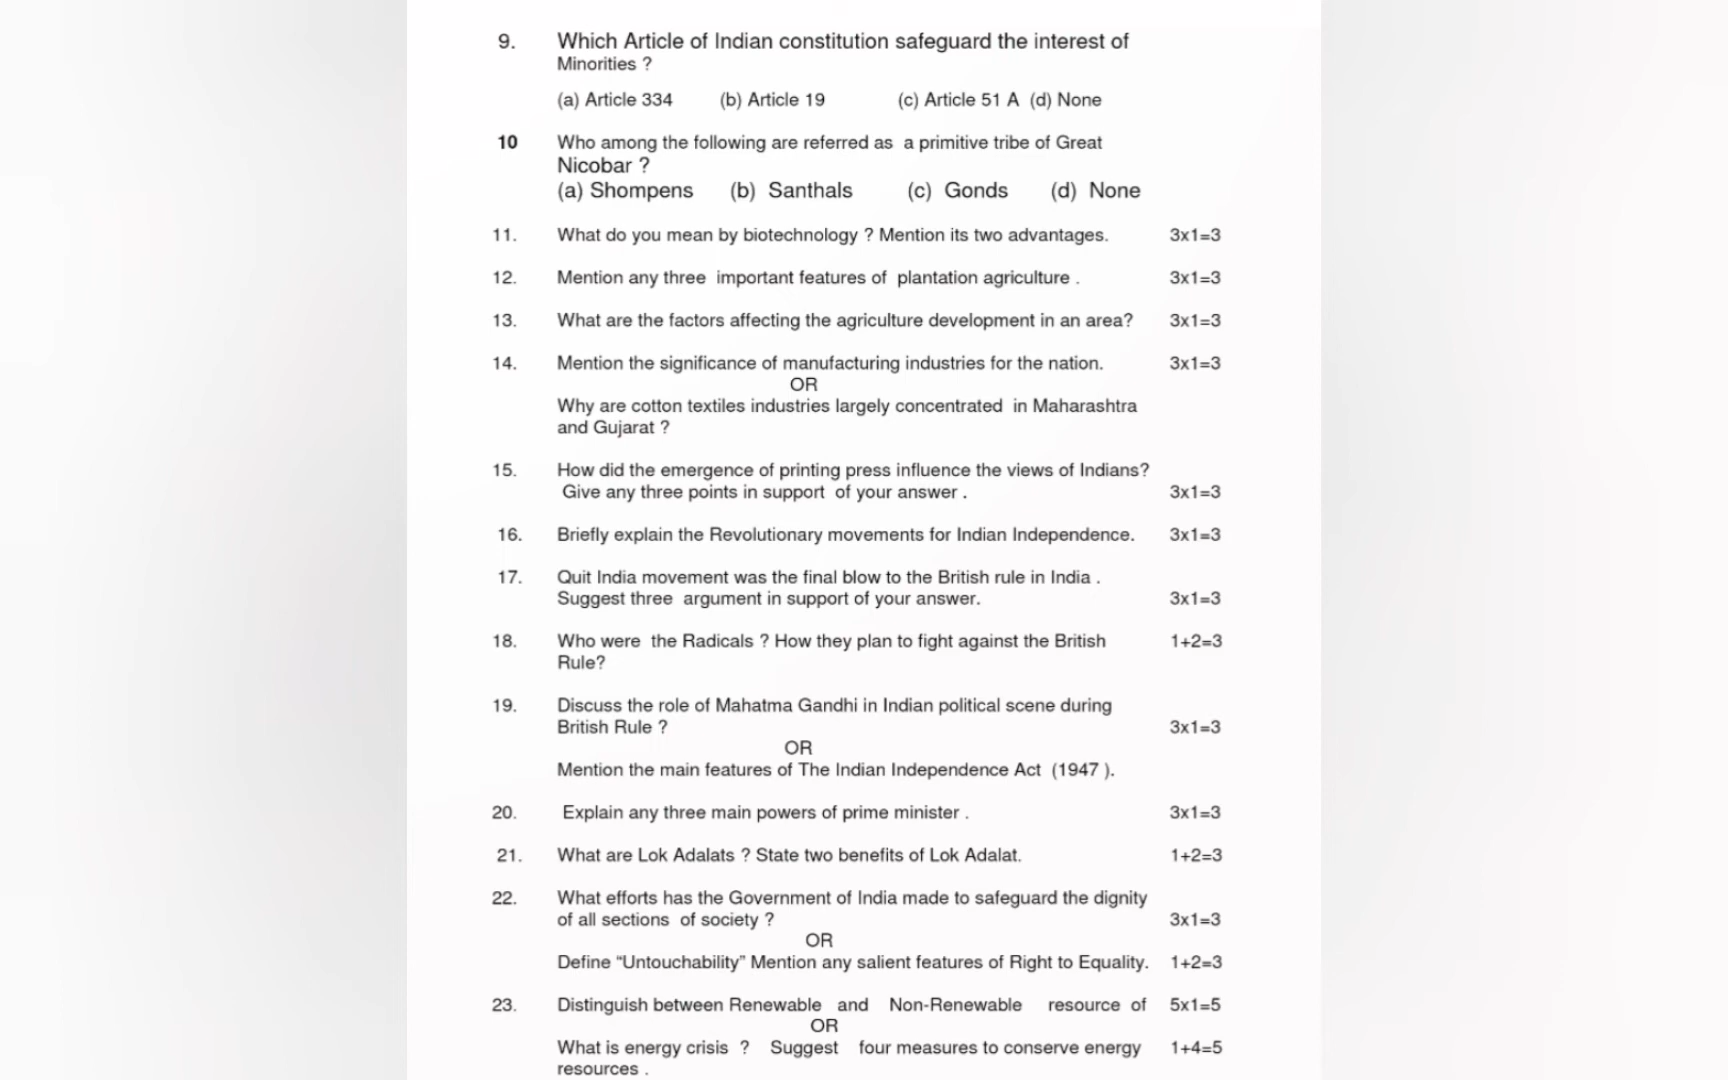 9. Which Article of Indian constitution safeguard the interest of
Minorities ?
(a) Article 334 (b) Article 19 (c) Article 51 A (d) None
10 Who among the following are referred as a primitive tribe of Great
Nicobar ?
(a) Shompens (b) Santhals (c) Gonds (d) None
11. What do you mean by biotechnology ? Mention its two advantages. 3x1=3
12. Mention any three important features of plantation agriculture . 3x1=3
13. What are the factors affecting the agriculture development in an area? 3x1=3
14. Mention the significance of manufacturing industries for the nation. 3x1=3
OR
Why are cotton textiles industries largely concentrated in Maharashtra
and Gujarat ?
15. How did the emergence of printing press influence the views of Indians?
Give any three points in support of your answer . 3x1=3
16. Briefly explain the Revolutionary movements for Indian Independence. 3x1=3
17. Quit India movement was the final blow to the British rule in India .
Suggest three argument in support of your answer. 3x1=3
18. Who were the Radicals ? How they plan to fight against the British 1+2=3
Rule?
19. Discuss the role of Mahatma Gandhi in Indian political scene during
British Rule ? 3x1=3
OR
Mention the main features of The Indian Independence Act (1947 ).
20. Explain any three main powers of prime minister . 3x1=3
21. What are Lok Adalats ? State two benefits of Lok Adalat. 1+2=3
22. What efforts has the Government of India made to safeguard the dignity
of all sections of society ? 3x1=3
OR
Define “Untouchability” Mention any salient features of Right to Equality. 1+2=3
23. Distinguish between Renewable and Non-Renewable resource of 5x1=5
OR
What is energy crisis ? Suggest four measures to conserve energy 1+4=5
resources .